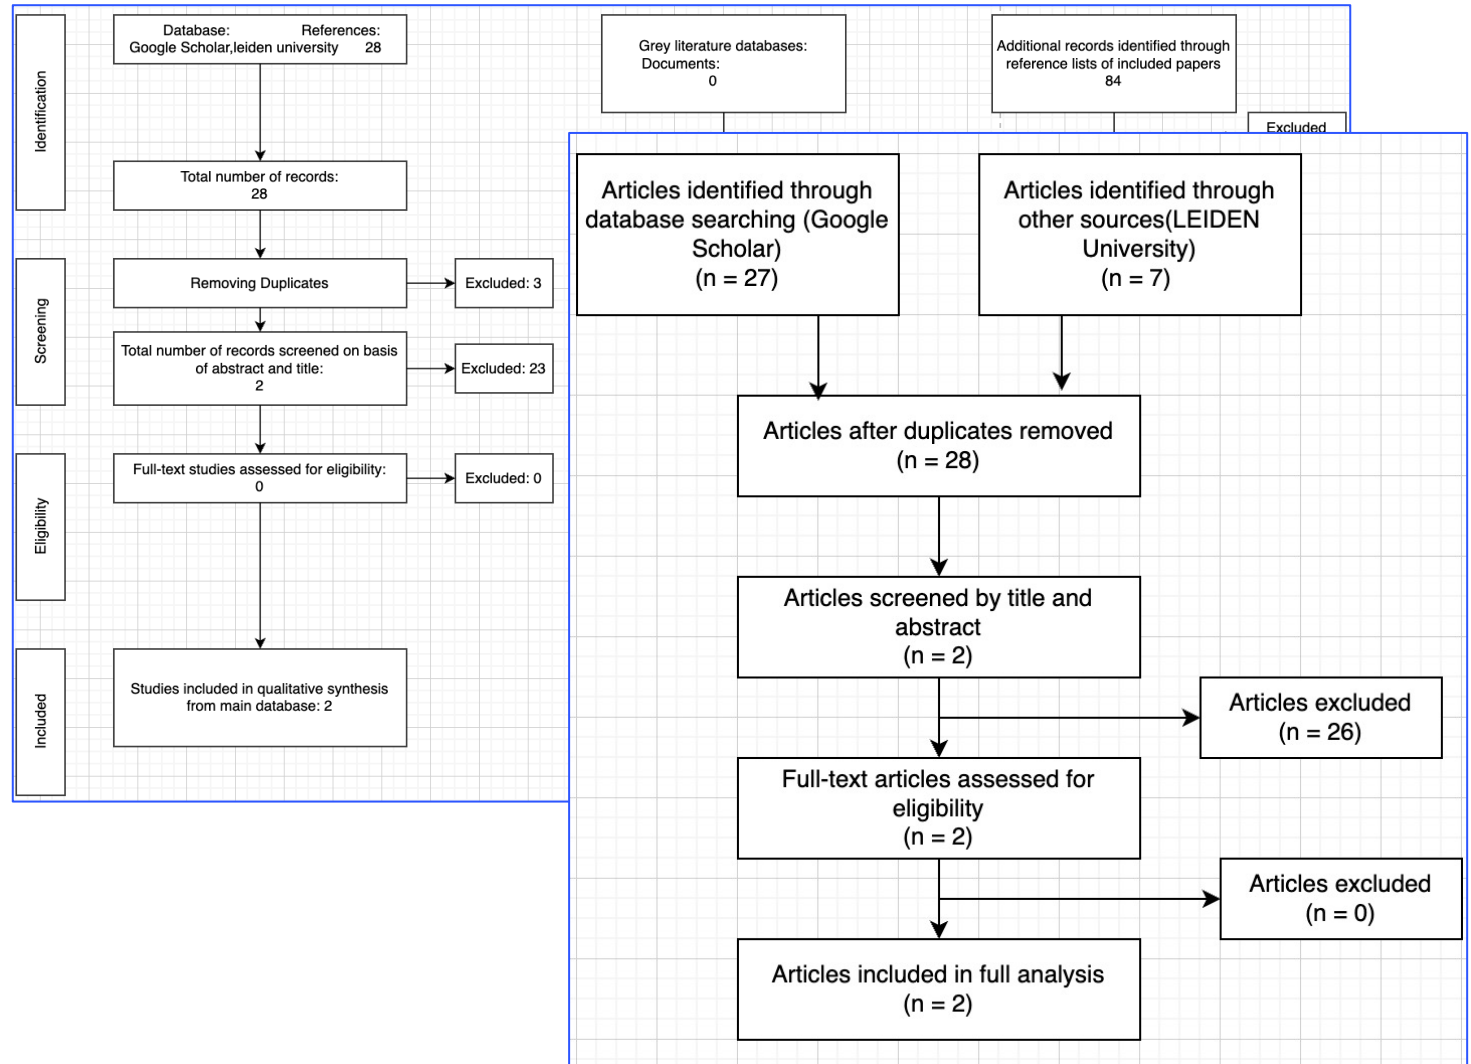 Identification
Database: References:
Google Scholar,leiden university 28
Total number of records:
28
Screening
Removing Duplicates
Excluded: 3
Total number of records screened on basis
of abstract and title:
2
Excluded: 23
Eligibility
Full-text studies assessed for eligibility:
0
Excluded: 0
Included
Studies included in qualitative synthesis
from main database: 2
Grey literature databases:
Documents:
0
Additional records identified through
reference lists of included papers
84
Excluded
Articles identified through
database searching (Google
Scholar)
(n = 27)
Articles identified through
other sources(LEIDEN
University)
(n = 7)
Articles after duplicates removed
(n = 28)
Articles screened by title and
abstract
(n = 2)
Articles excluded
(n = 26)
Full-text articles assessed for
eligibility
(n = 2)
Articles excluded
(n = 0)
Articles included in full analysis
(n = 2)